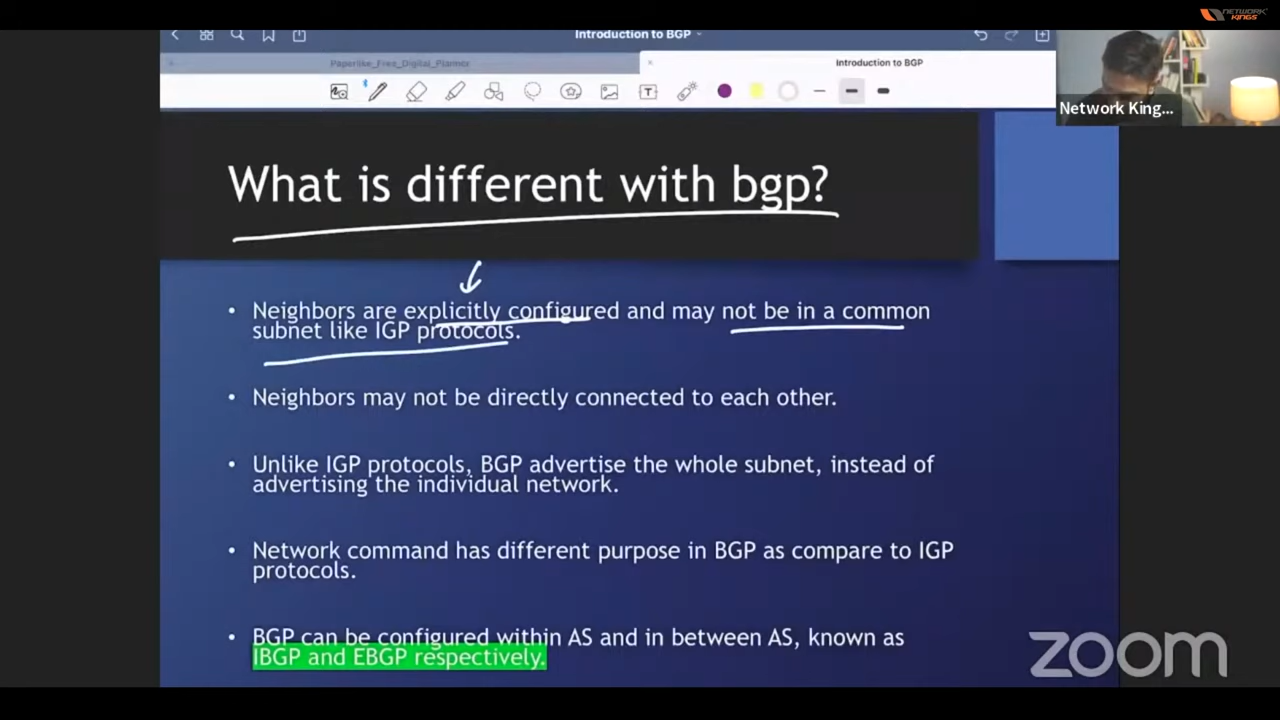 NETWORK
KINGS
Introduction to BGP
Paperlike_Free_Digital_Planner
Introduction to BGP
Network King...
What is different with bgp?
• Neighbors are explicitly configured and may not be in a common
subnet like IGP protocols.
• Neighbors may not be directly connected to each other.
• Unlike IGP protocols, BGP advertise the whole subnet, instead of
advertising the individual network.
• Network command has different purpose in BGP as compare to IGP
protocols.
• BGP can be configured within AS and in between AS, known as
IBGP and EBGP respectively.
zoom